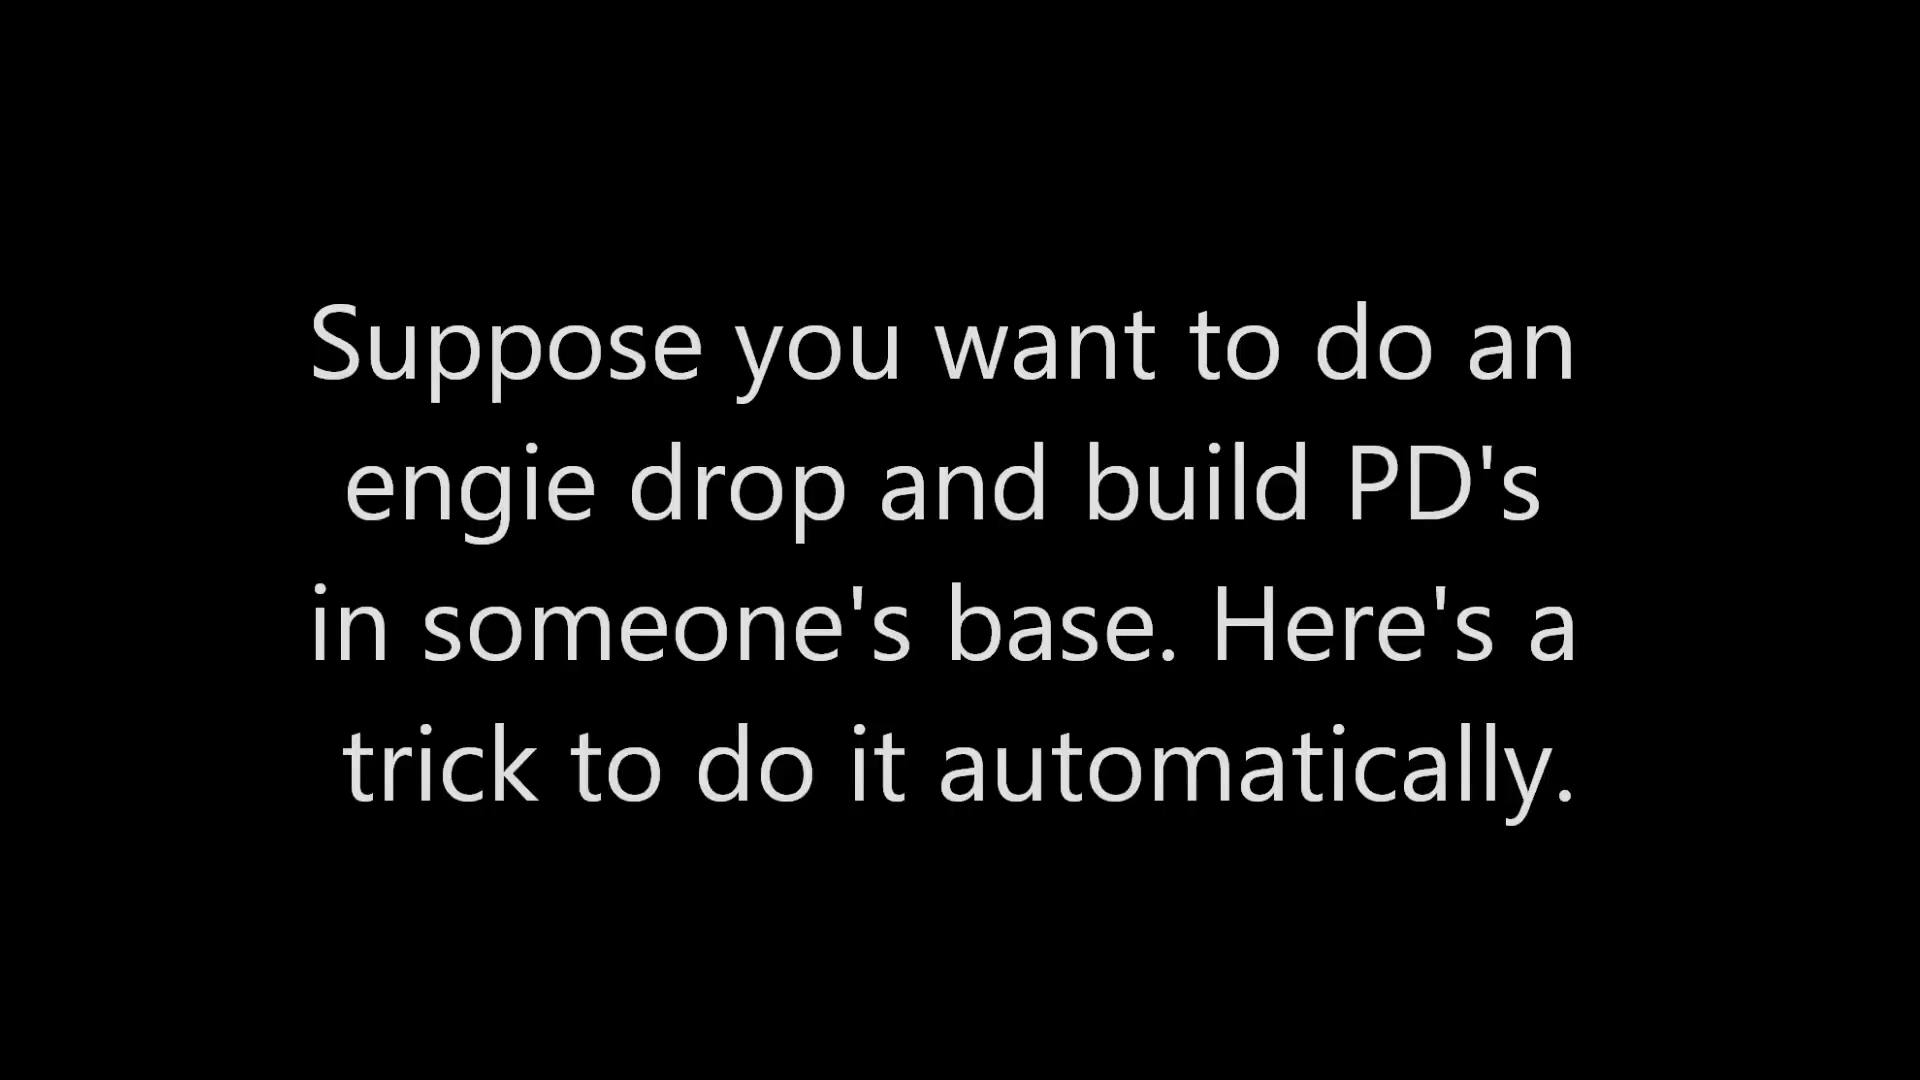 Suppose you want to do an
engie drop and build PD's
in someone's base. Here's a
trick to do it automatically.